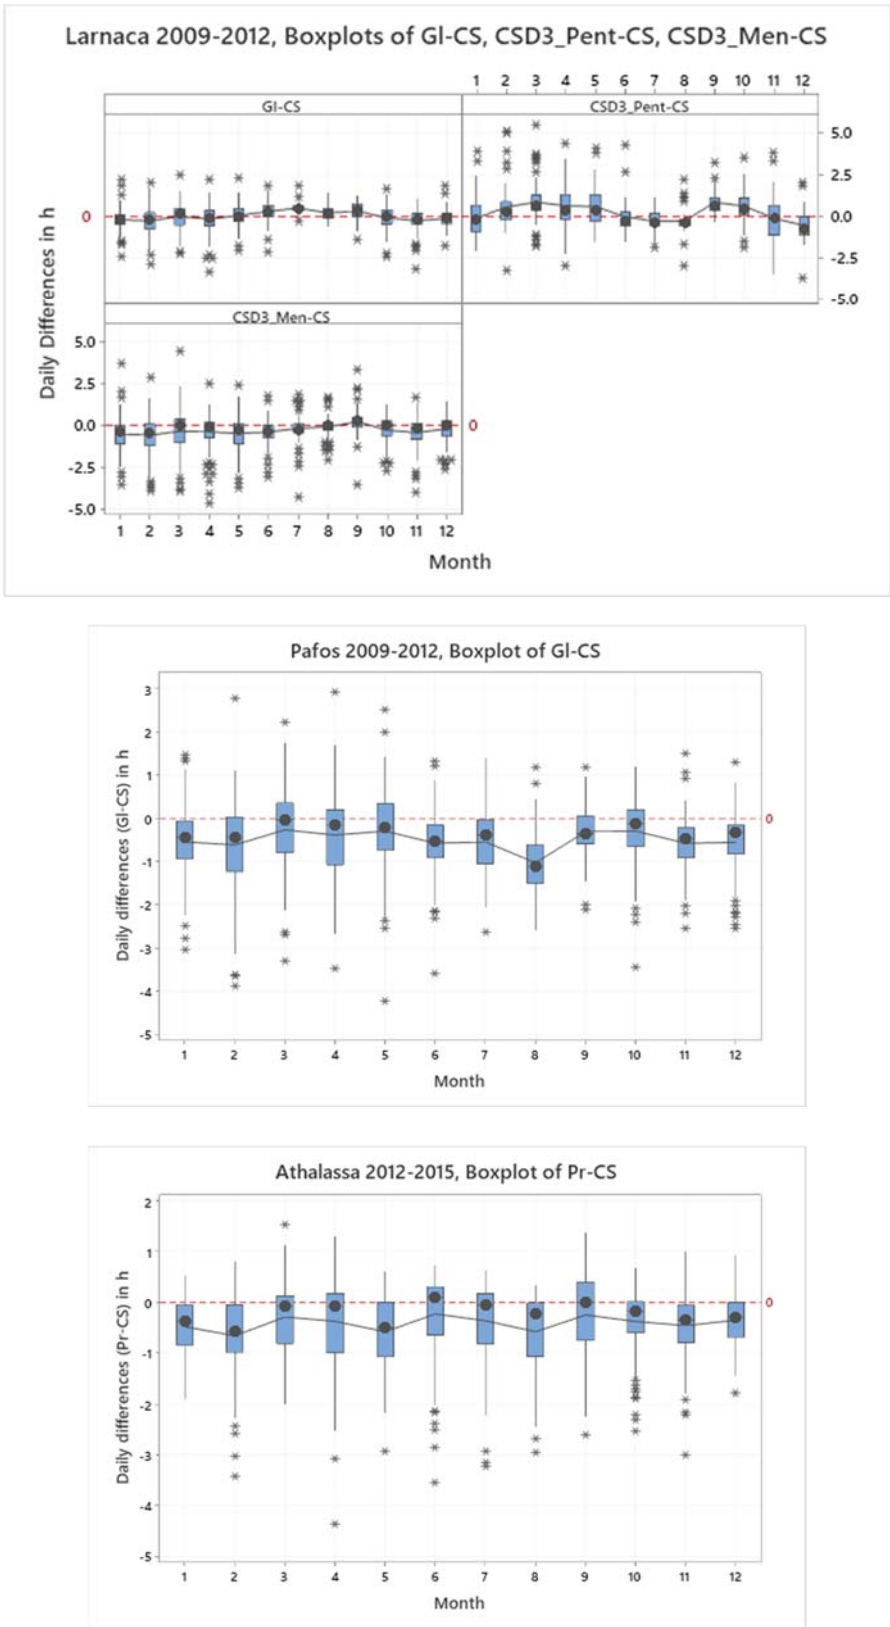 Larnaca 2009-2012, Boxplots of Gl-CS, CSD3_Pent-CS, CSD3_Men-CS
1 2 3 4 5 6 7 8 9 10 11 12
Gl-CS
CSD3_Pent-CS
5.0
2.5
0
0.0
-2.5
-5.0
Daily Differences in h
CSD3_Men-CS
5.0
2.5
0.0
0
-2.5
-5.0
1 2 3 4 5 6 7 8 9 10 11 12
Month
Pafos 2009-2012, Boxplot of Gl-CS
Daily differences (Gl-CS) in h
3
2
1
0
0
-1
-2
-3
-4
-5
1 2 3 4 5 6 7 8 9 10 11 12
Month
Athalassa 2012-2015, Boxplot of Pr-CS
Daily differences (Pr-CS) in h
2
1
0
0
-1
-2
-3
-4
-5
1 2 3 4 5 6 7 8 9 10 11 12
Month